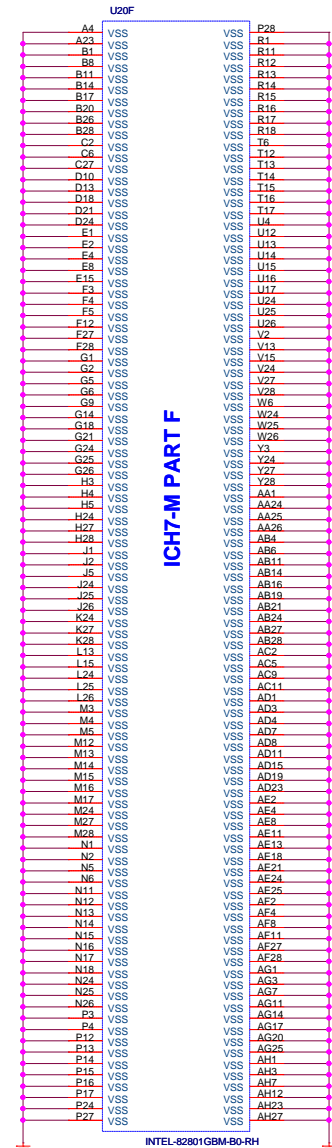 U20F
A4 VSS VSS P28
A23 VSS VSS R1
B1 VSS VSS R11
B8 VSS VSS R12
B11 VSS VSS R13
B14 VSS VSS R14
B17 VSS VSS R15
B20 VSS VSS R16
B26 VSS VSS R17
B28 VSS VSS R18
C2 VSS VSS T6
C6 VSS VSS T12
C27 VSS VSS T13
D10 VSS VSS T14
D13 VSS VSS T15
D18 VSS VSS T16
D21 VSS VSS T17
D24 VSS VSS U4
E1 VSS VSS U12
E2 VSS VSS U13
E4 VSS VSS U14
E8 VSS VSS U15
E15 VSS VSS U16
F3 VSS VSS U17
F4 VSS VSS U24
F5 VSS VSS U25
F12 VSS VSS U26
F27 VSS VSS V2
F28 VSS VSS V13
G1 VSS VSS V15
G2 VSS VSS V24
G5 VSS VSS V27
G6 VSS VSS V28
G9 VSS VSS W6
G14 VSS VSS W24
G18 VSS VSS W25
G21 VSS VSS W26
G24 VSS VSS Y3
G25 VSS VSS Y24
G26 VSS VSS Y27
H3 VSS VSS Y28
H4 VSS VSS AA1
H5 VSS VSS AA24
H24 VSS VSS AA25
H27 VSS VSS AA26
H28 VSS VSS AB4
J1 VSS VSS AB6
J2 VSS VSS AB11
J5 VSS VSS AB14
J24 VSS VSS AB16
J25 VSS VSS AB19
J26 VSS VSS AB21
K24 VSS VSS AB24
K27 VSS VSS AB27
K28 VSS VSS AB28
L13 VSS VSS AC2
L15 VSS VSS AC5
L24 VSS VSS AC9
L25 VSS VSS AC11
L26 VSS VSS AD1
M3 VSS VSS AD3
M4 VSS VSS AD4
M5 VSS VSS AD7
M12 VSS VSS AD8
M13 VSS VSS AD11
M14 VSS VSS AD15
M15 VSS VSS AD19
M16 VSS VSS AD23
M17 VSS VSS AE2
M24 VSS VSS AE4
M27 VSS VSS AE8
M28 VSS VSS AE11
N1 VSS VSS AE13
N2 VSS VSS AE18
N5 VSS VSS AE21
N6 VSS VSS AE24
N11 VSS VSS AE25
N12 VSS VSS AF2
N13 VSS VSS AF4
N14 VSS VSS AF8
N15 VSS VSS AF11
N16 VSS VSS AF27
N17 VSS VSS AF28
N18 VSS VSS AG1
N24 VSS VSS AG3
N25 VSS VSS AG7
N26 VSS VSS AG11
P3 VSS VSS AG14
P4 VSS VSS AG17
P12 VSS VSS AG20
P13 VSS VSS AG25
P14 VSS VSS AH1
P15 VSS VSS AH3
P16 VSS VSS AH7
P17 VSS VSS AH12
P24 VSS VSS AH23
P27 VSS VSS AH27
ICH7-M PART F
INTEL-82801GBM-B0-RH